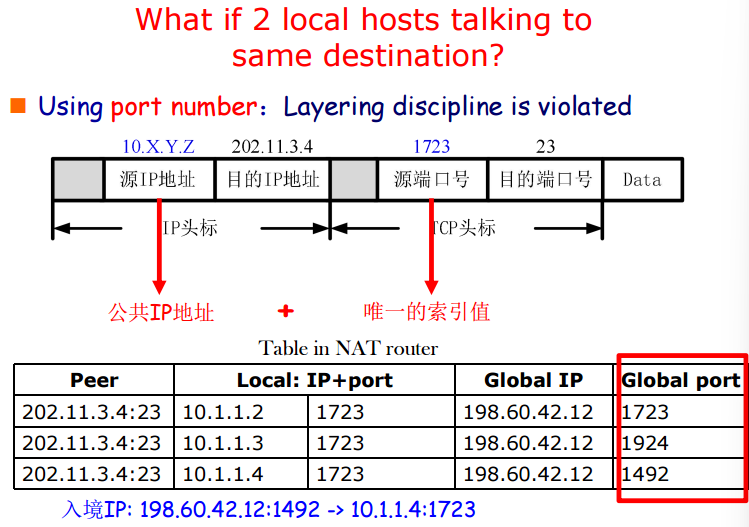 What if 2 local hosts talking to
same destination?
Using port number：Layering discipline is violated
10.X.Y.Z 202.11.3.4 1723 23
源IP地址 目的IP地址 源端口号 目的端口号 Data
IP头标 TCP头标
公共IP地址 + 唯一的索引值
Table in NAT router
Peer Local: IP+port Global IP Global port
202.11.3.4:23 10.1.1.2 1723 198.60.42.12 1723
202.11.3.4:23 10.1.1.3 1723 198.60.42.12 1924
202.11.3.4:23 10.1.1.4 1723 198.60.42.12 1492
入境IP: 198.60.42.12:1492 -> 10.1.1.4:1723